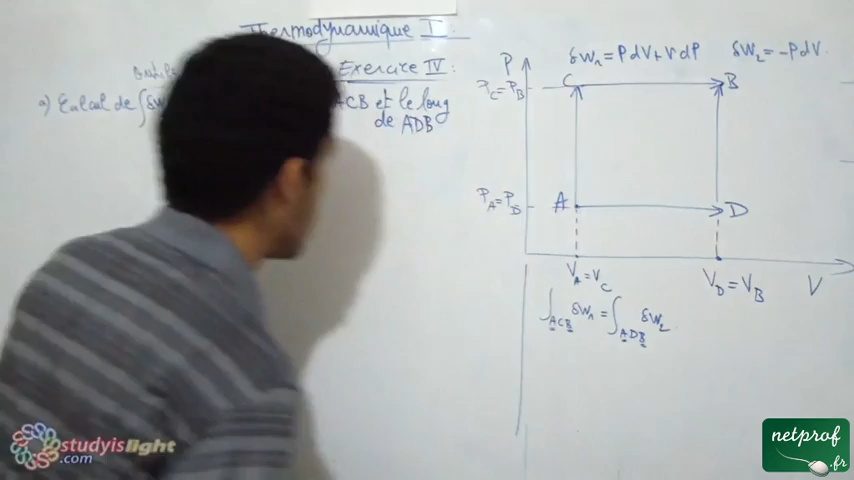 Thermodynamique I
Exercice IV :
a) Calcul de ∫δW ACB et le long
de ADB
δW₁ = PdV + VdP δW₂ = -PdV.
P
P_C = P_B
C B
P_A = P_D
A D
V_A = V_C
V_D = V_B
V
∫_ACB δW₁ = ∫_ADB δW₂
studyislight
.com
netprof
.fr